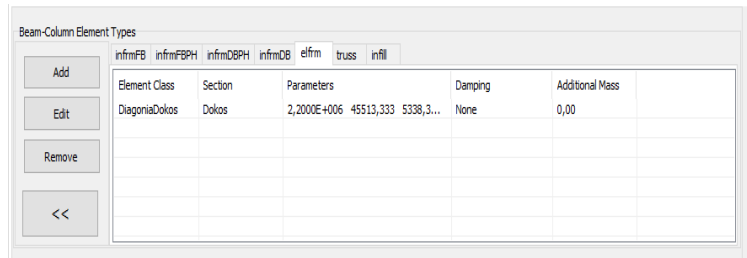 Beam-Column Element Types
infrmFB infrmFBPH infrmDBPH infrmDB elfrm truss infill
Add
Edit
Remove
<<
Element Class Section Parameters Damping Additional Mass
DiagoniaDokos Dokos 2,2000E+006 45513,333 5338,3... None 0,00